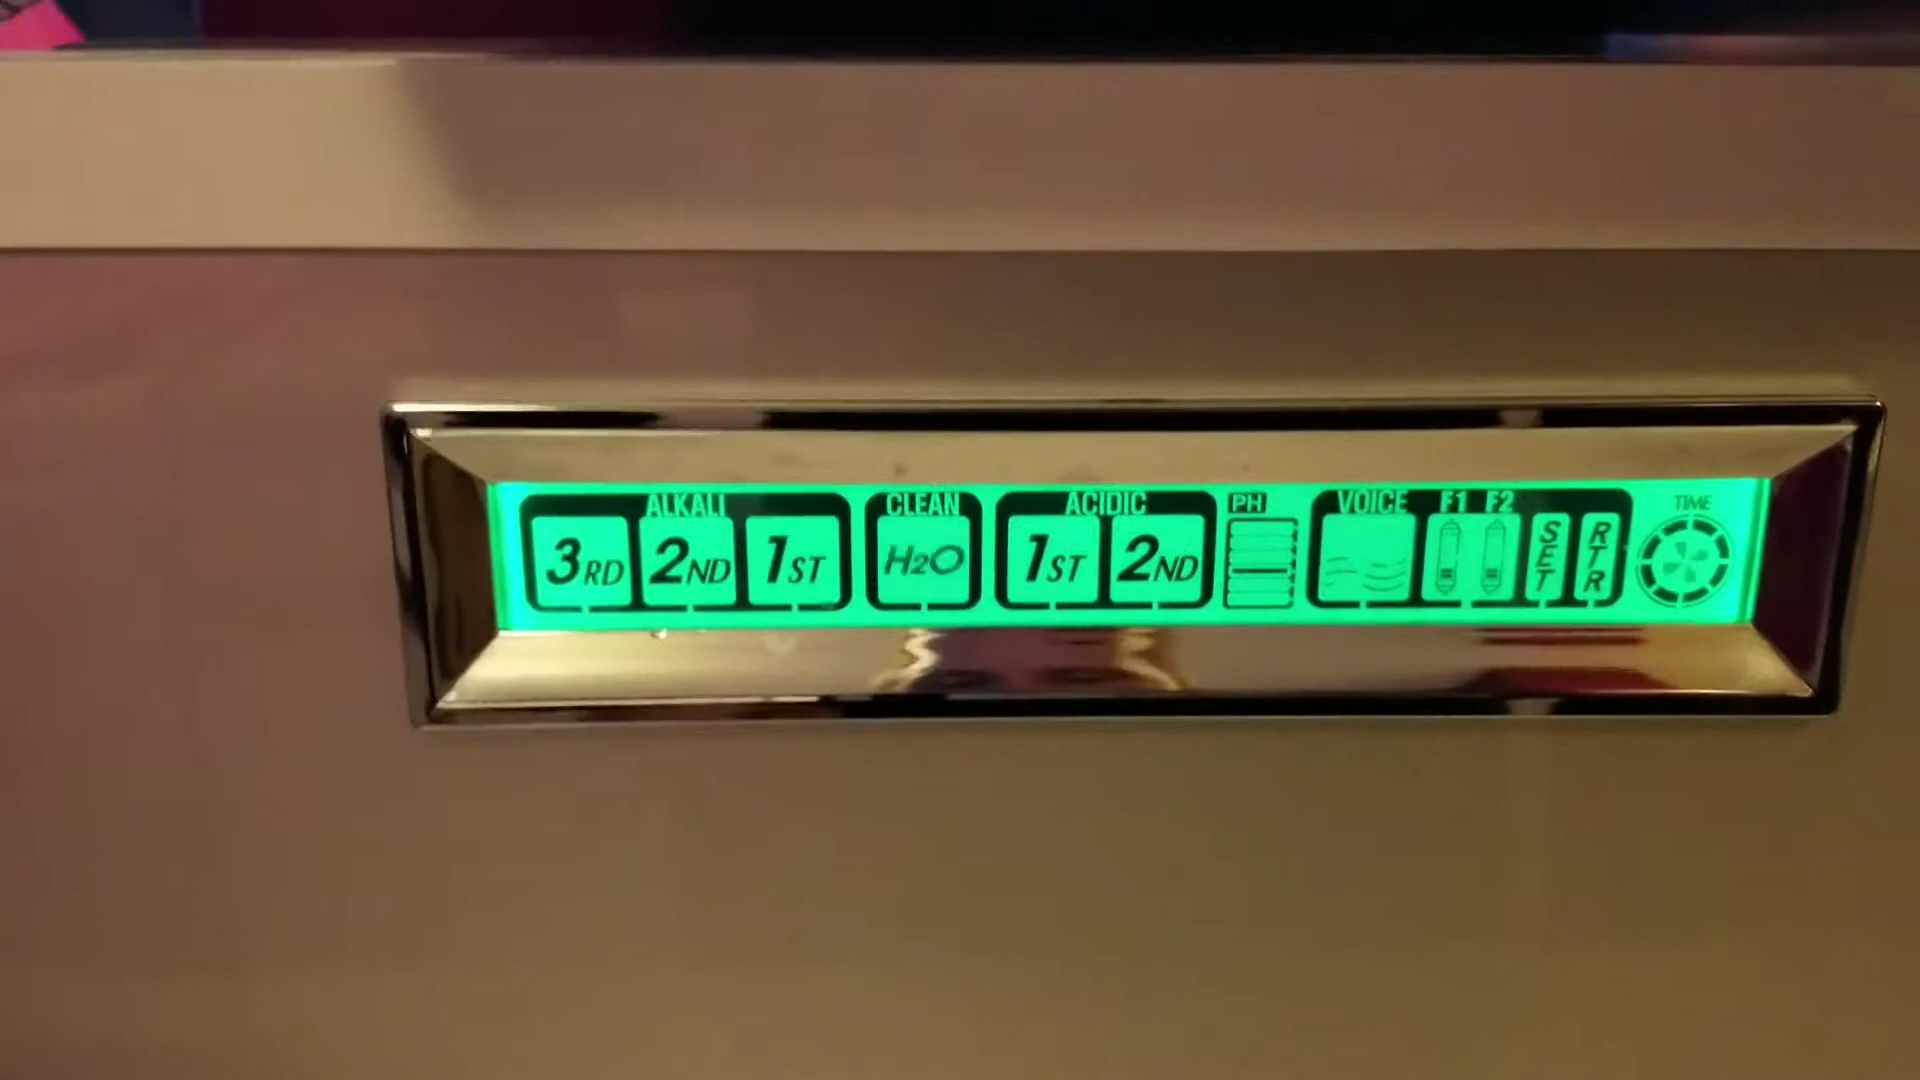 ALKALI CLEAN ACIDIC PH VOICE F1 F2 TIME
3RD 2ND 1ST H2O 1ST 2ND SET RTR